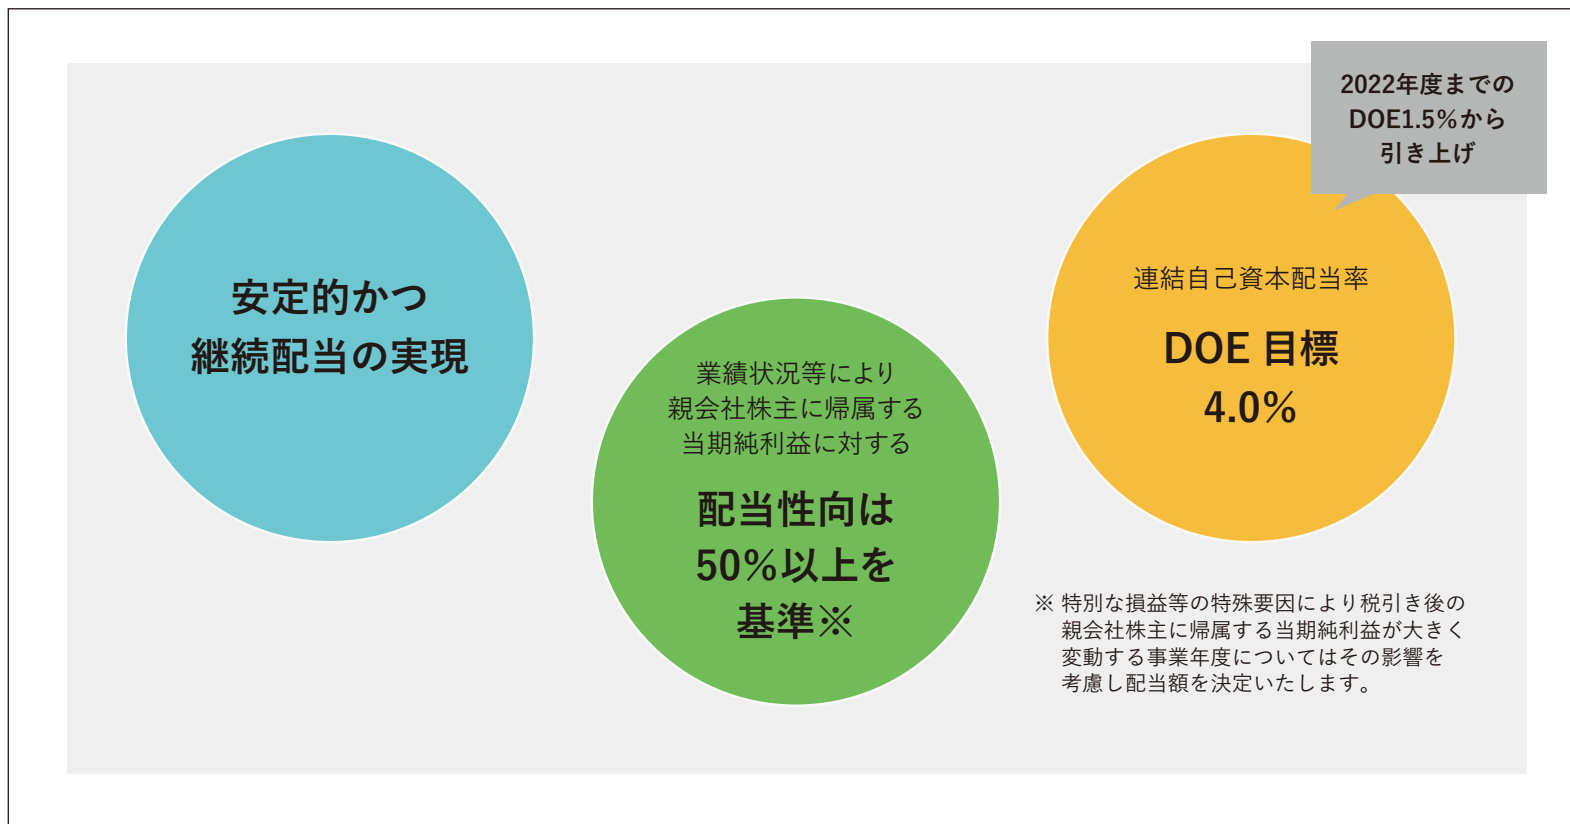 安定的かつ
継続配当の実現
業績状況等により
親会社株主に帰属する
当期純利益に対する
配当性向は
50%以上を
基準※
2022年度までの
DOE1.5%から
引き上げ
連結自己資本配当率
DOE 目標
4.0%
※ 特別な損益等の特殊要因により税引き後の
親会社株主に帰属する当期純利益が大きく
変動する事業年度についてはその影響を
考慮し配当額を決定いたします。